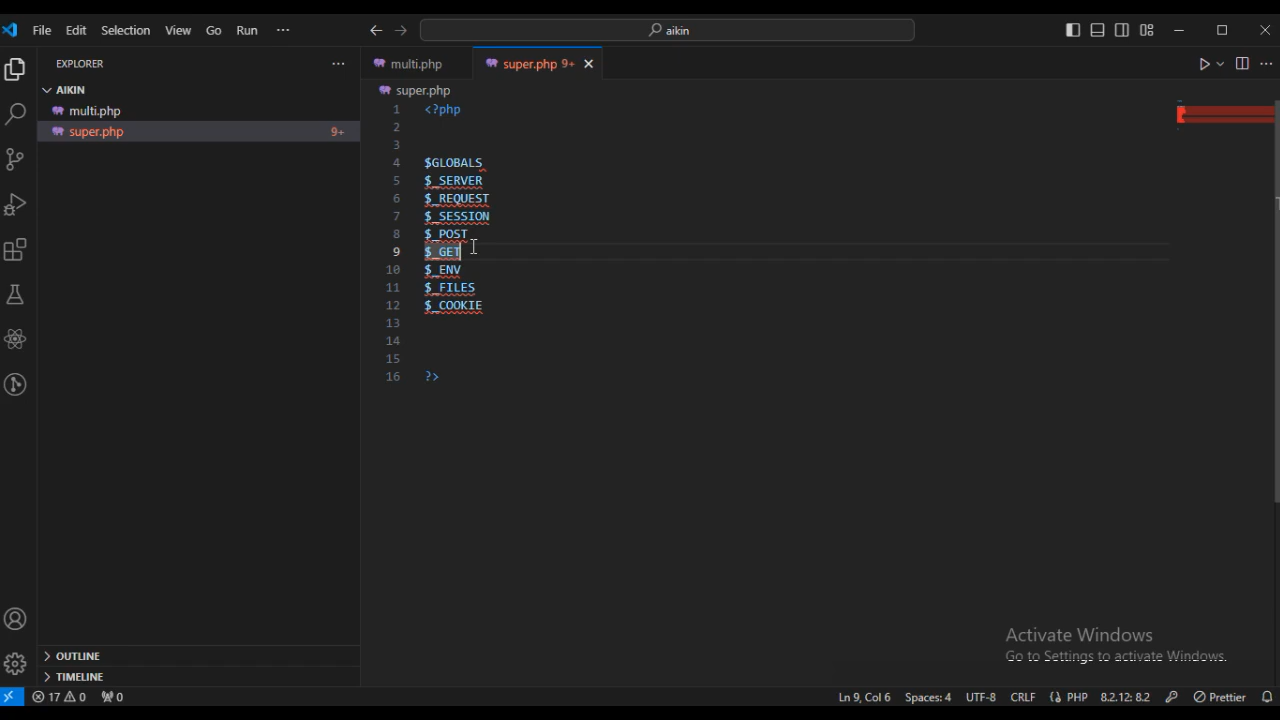 File Edit Selection View Go Run ···
aikin
EXPLORER ···
multi.php
super.php 9+
AIKIN
multi.php
super.php 9+
super.php
1 <?php
2
3
4 $GLOBALS
5 $_SERVER
6 $_REQUEST
7 $_SESSION
8 $_POST
9 $_GET
10 $_ENV
11 $_FILES
12 $_COOKIE
13
14
15
16 ?>
Activate Windows
Go to Settings to activate Windows.
OUTLINE
TIMELINE
17 0 0 Ln 9, Col 6 Spaces: 4 UTF-8 CRLF PHP 8.2.12: 8.2 Prettier